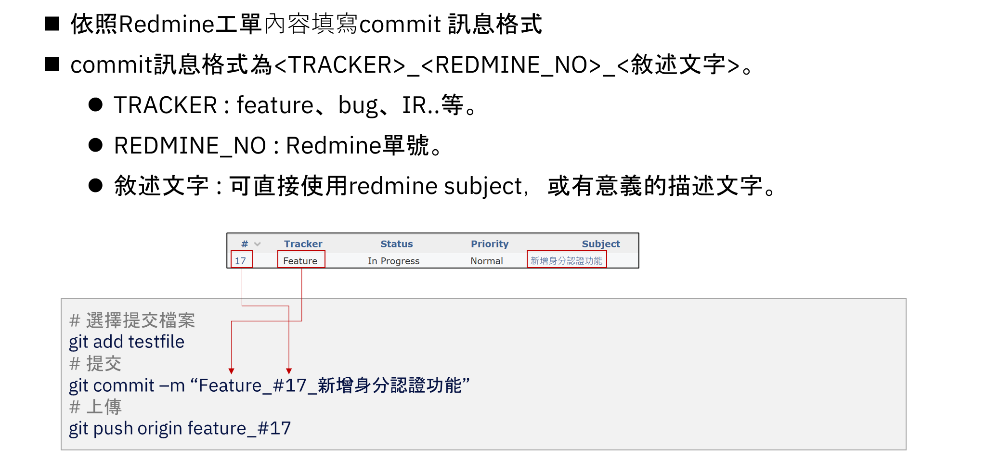 ■ 依照Redmine工單內容填寫commit 訊息格式
■ commit訊息格式為<TRACKER>_<REDMINE_NO>_<敘述文字>。
● TRACKER : feature、bug、IR..等。
● REDMINE_NO : Redmine單號。
● 敘述文字 : 可直接使用redmine subject，或有意義的描述文字。
# Tracker Status Priority Subject
17 Feature In Progress Normal 新增身分認證功能
# 選擇提交檔案
git add testfile
# 提交
git commit –m “Feature_#17_新增身分認證功能”
# 上傳
git push origin feature_#17